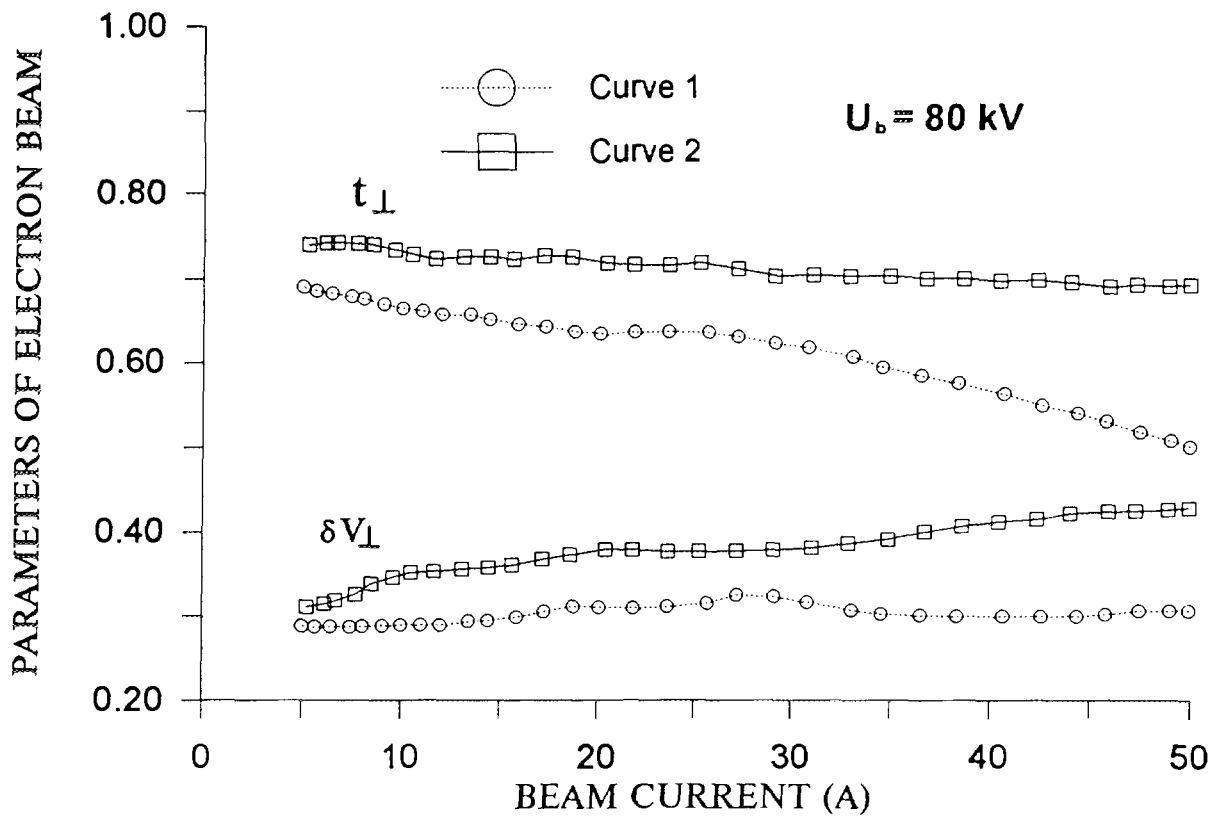 PARAMETERS OF ELECTRON BEAM
1.00
0.80
0.60
0.40
0.20
Curve 1
Curve 2
U_b = 80 kV
t⊥
δV⊥
0 10 20 30 40 50
BEAM CURRENT (A)